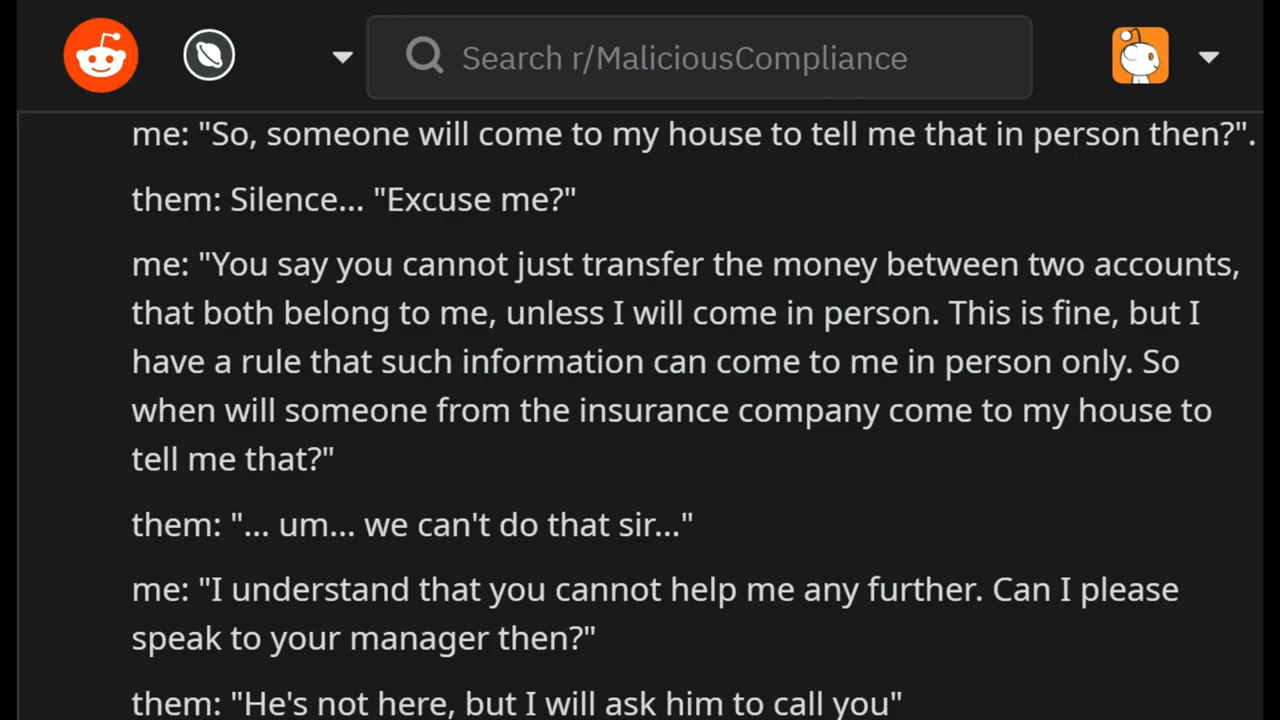 Search r/MaliciousCompliance
me: "So, someone will come to my house to tell me that in person then?".
them: Silence... "Excuse me?"
me: "You say you cannot just transfer the money between two accounts,
that both belong to me, unless I will come in person. This is fine, but I
have a rule that such information can come to me in person only. So
when will someone from the insurance company come to my house to
tell me that?"
them: "... um... we can't do that sir..."
me: "I understand that you cannot help me any further. Can I please
speak to your manager then?"
them: "He's not here, but I will ask him to call you"